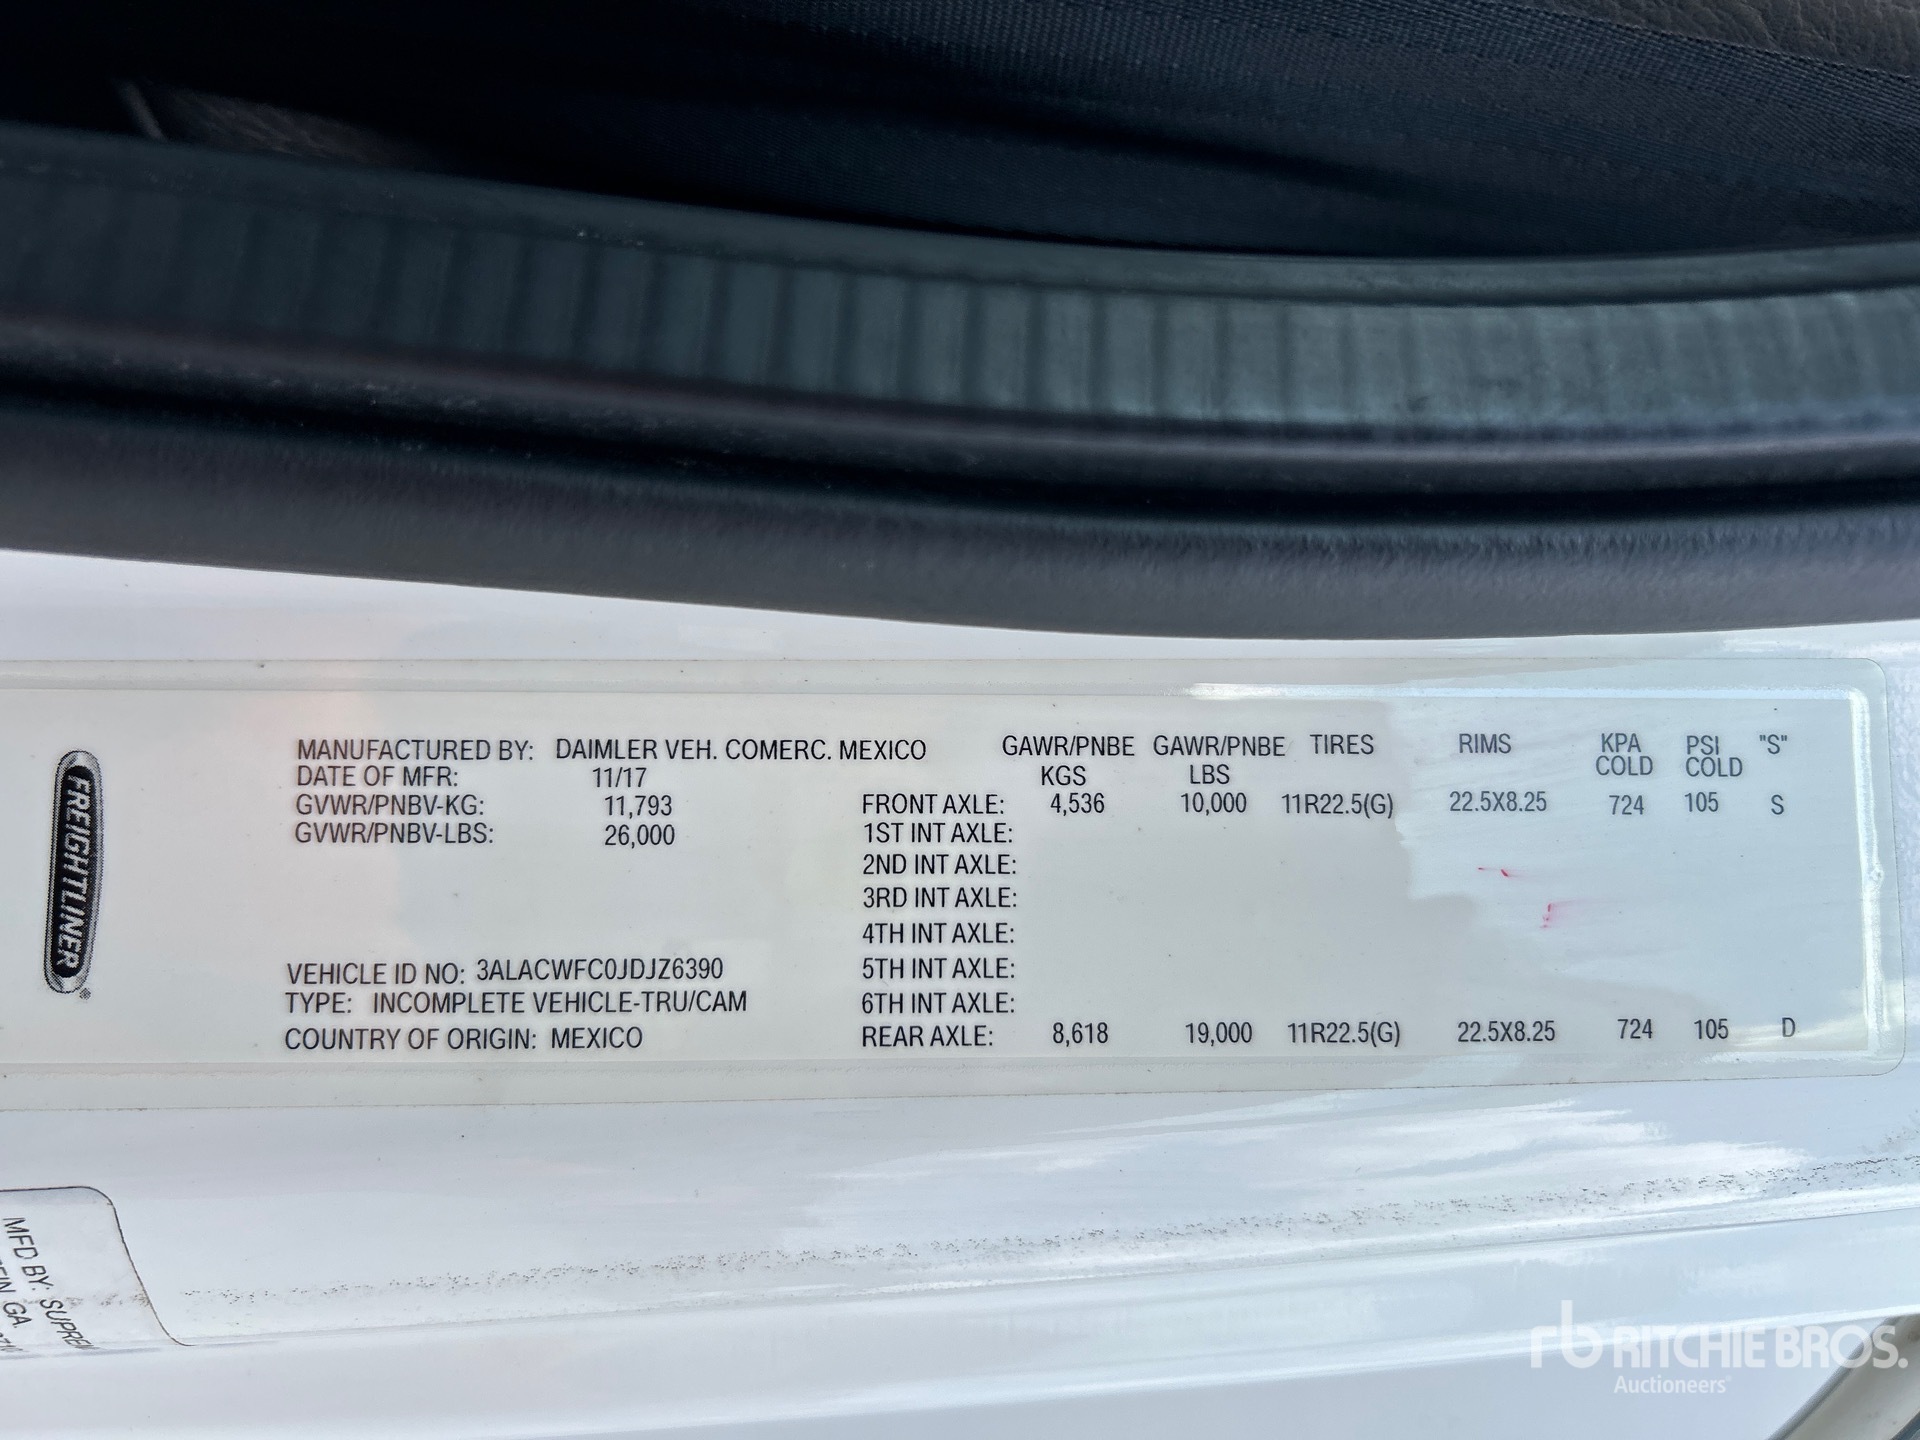 FREIGHTLINER®
MANUFACTURED BY: DAIMLER VEH. COMERC. MEXICO
DATE OF MFR: 11/17
GVWR/PNBV-KG: 11,793
GVWR/PNBV-LBS: 26,000
VEHICLE ID NO: 3ALACWFC0JDJZ6390
TYPE: INCOMPLETE VEHICLE-TRU/CAM
COUNTRY OF ORIGIN: MEXICO
GAWR/PNBE GAWR/PNBE TIRES RIMS KPA PSI "S"
KGS LBS COLD COLD
FRONT AXLE: 4,536 10,000 11R22.5(G) 22.5X8.25 724 105 S
1ST INT AXLE:
2ND INT AXLE:
3RD INT AXLE:
4TH INT AXLE:
5TH INT AXLE:
6TH INT AXLE:
REAR AXLE: 8,618 19,000 11R22.5(G) 22.5X8.25 724 105 D
MFD BY: SUPREM
GA.
rb RITCHIE BROS.
Auctioneers